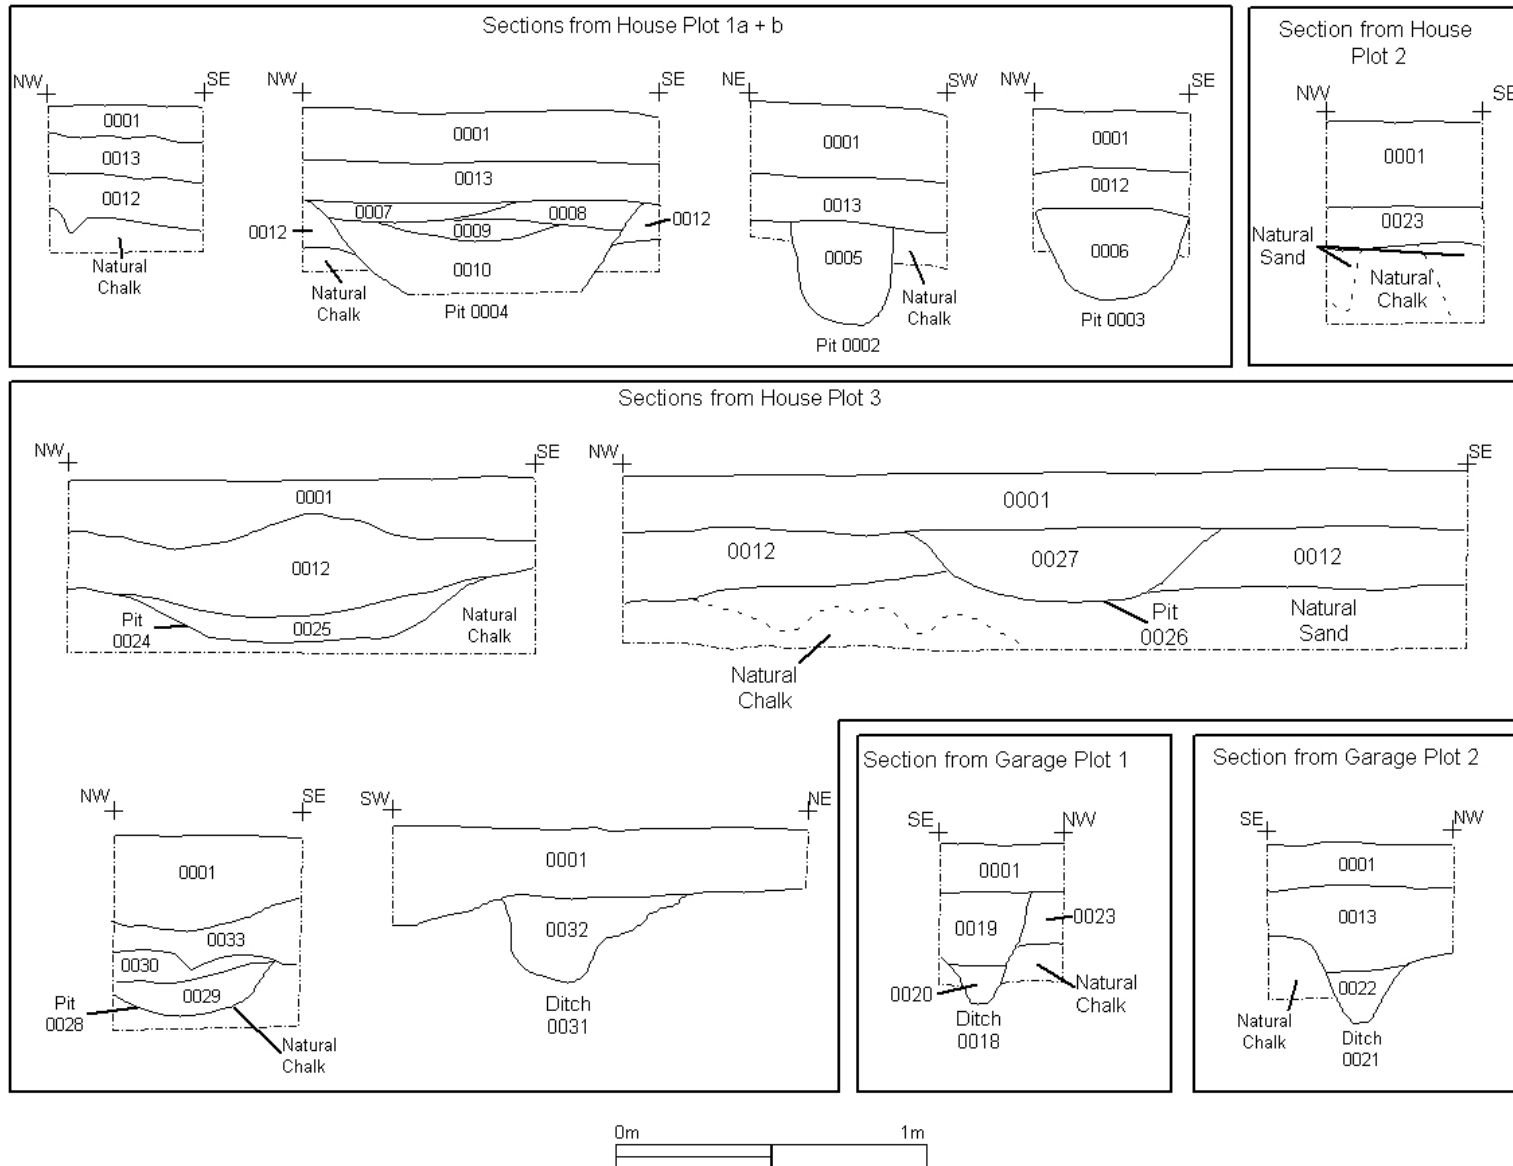 Sections from House Plot 1a + b
NW
SE
0001
0013
0012
Natural
Chalk
NW
SE
0001
0013
0007
0008
0009
0012
0012
0010
Natural
Chalk
Pit 0004
NE
SW
0001
0013
0005
Natural
Chalk
Pit 0002
NW
SE
0001
0012
0006
Pit 0003
Section from House
Plot 2
NW
SE
0001
0023
Natural
Sand
Natural
Chalk
Sections from House Plot 3
NW
SE
0001
0012
Pit
0024
0025
Natural
Chalk
NW
SE
0001
0012
0027
0012
Pit
0026
Natural
Sand
Natural
Chalk
NW
SE
0001
0033
0030
0029
Pit
0028
Natural
Chalk
SW
NE
0001
0032
Ditch
0031
Section from Garage Plot 1
SE
NW
0001
0019
0023
0020
Natural
Chalk
Ditch
0018
Section from Garage Plot 2
SE
NW
0001
0013
0022
Natural
Chalk
Ditch
0021
0m
1m